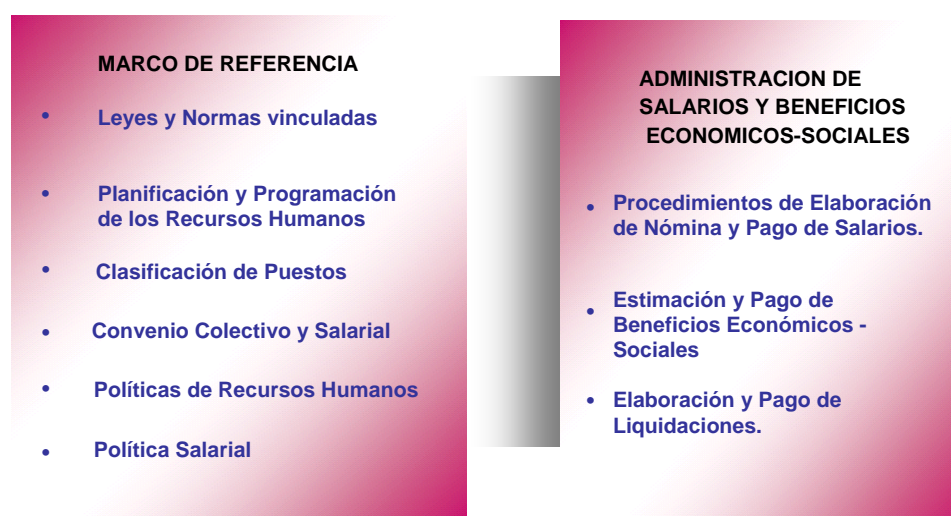 MARCO DE REFERENCIA
• Leyes y Normas vinculadas
• Planificación y Programación
de los Recursos Humanos
• Clasificación de Puestos
• Convenio Colectivo y Salarial
• Políticas de Recursos Humanos
• Política Salarial
ADMINISTRACION DE
SALARIOS Y BENEFICIOS
ECONOMICOS-SOCIALES
• Procedimientos de Elaboración
de Nómina y Pago de Salarios.
• Estimación y Pago de
Beneficios Económicos -
Sociales
• Elaboración y Pago de
Liquidaciones.